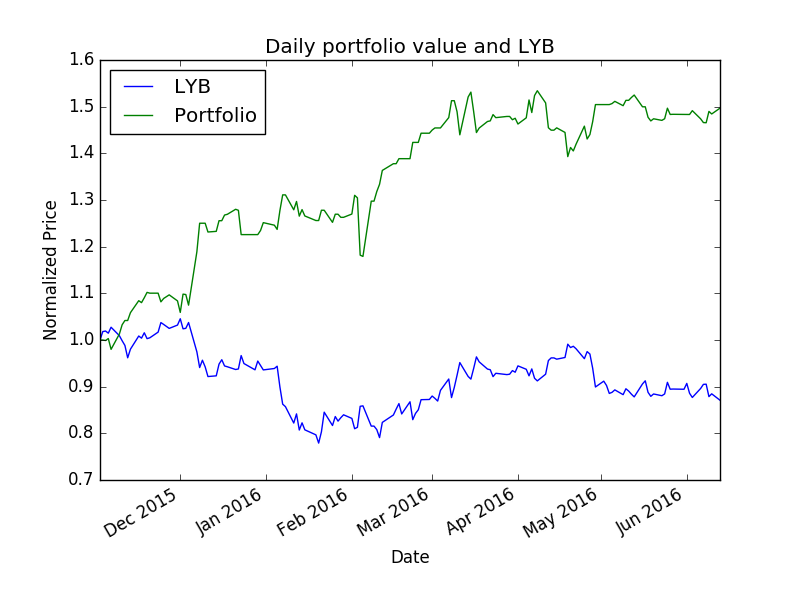 Daily portfolio value and LYB
LYB
Portfolio
1.6
1.5
1.4
1.3
1.2
1.1
1.0
0.9
0.8
0.7
Normalized Price
Dec 2015
Jan 2016
Feb 2016
Mar 2016
Apr 2016
May 2016
Jun 2016
Date